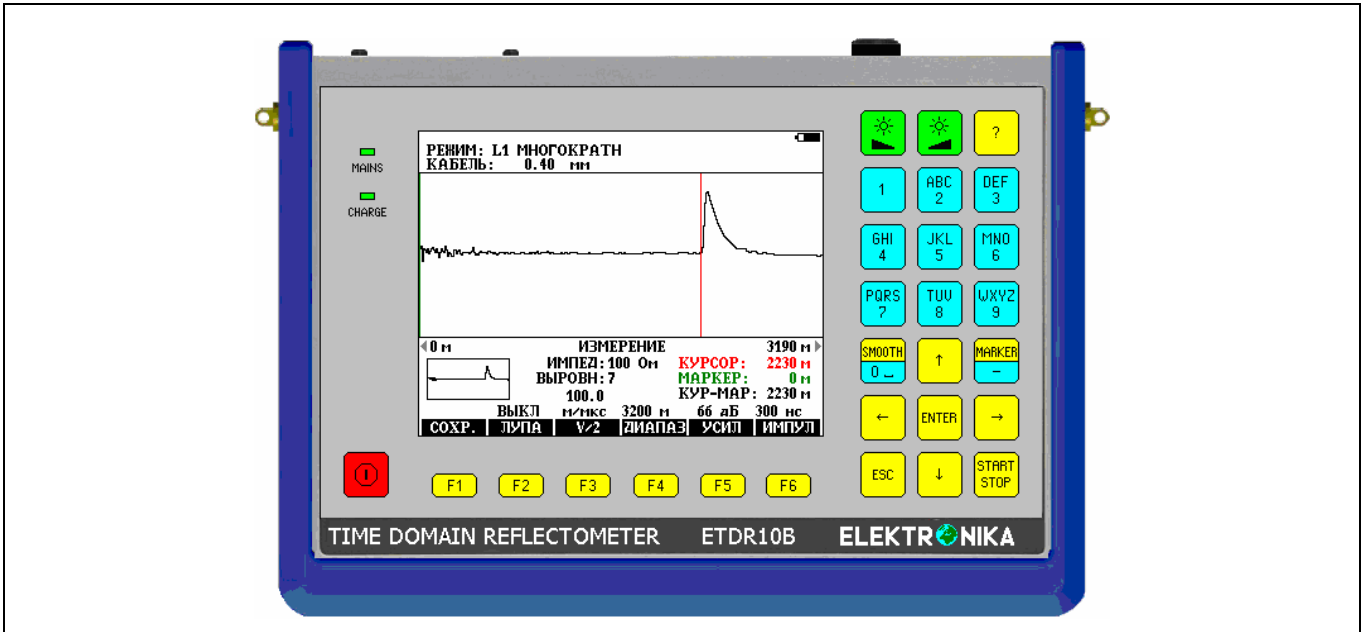 MAINS
CHARGE
РЕЖИМ: L1 МНОГОКРАТН
КАБЕЛЬ: 0.40 мм
0 м ИЗМЕРЕНИЕ 3190 м
ИМПЕД: 100 Ом КУРСОР: 2230 м
ВЫРОВН: 7 МАРКЕР: 0 м
100.0 КУР-МАР: 2230 м
ВЫКЛ м/мкс 3200 м 66 дБ 300 нс
СОХР. ЛУПА V/2 ДИАПАЗ УСИЛ ИМПУЛ
F1 F2 F3 F4 F5 F6
?
1 ABC 2 DEF 3
GHI 4 JKL 5 MNO 6
PQRS 7 TUV 8 WXYZ 9
SMOOTH 0 ↑ MARKER -
← ENTER →
ESC ↓ START STOP
TIME DOMAIN REFLECTOMETER ETDR10B ELEKTRONIKA